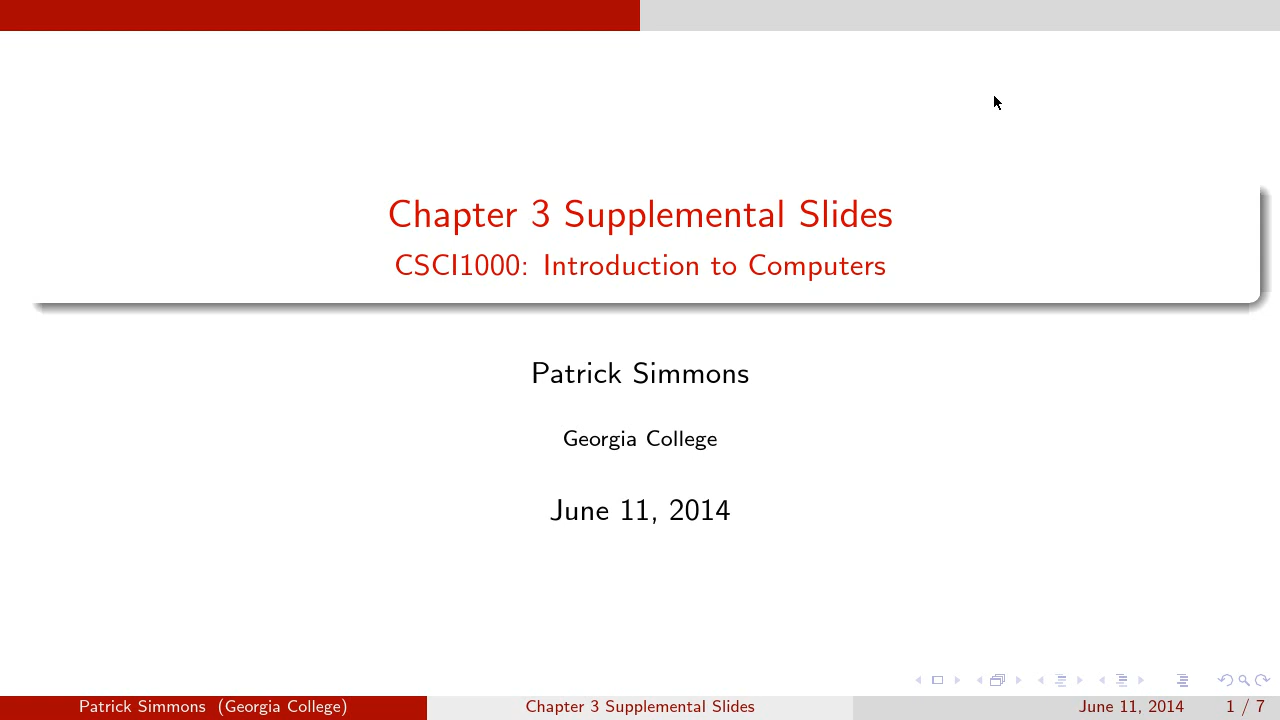 Chapter 3 Supplemental Slides
CSCI1000: Introduction to Computers
Patrick Simmons
Georgia College
June 11, 2014
Patrick Simmons (Georgia College)
Chapter 3 Supplemental Slides
June 11, 2014
1 / 7